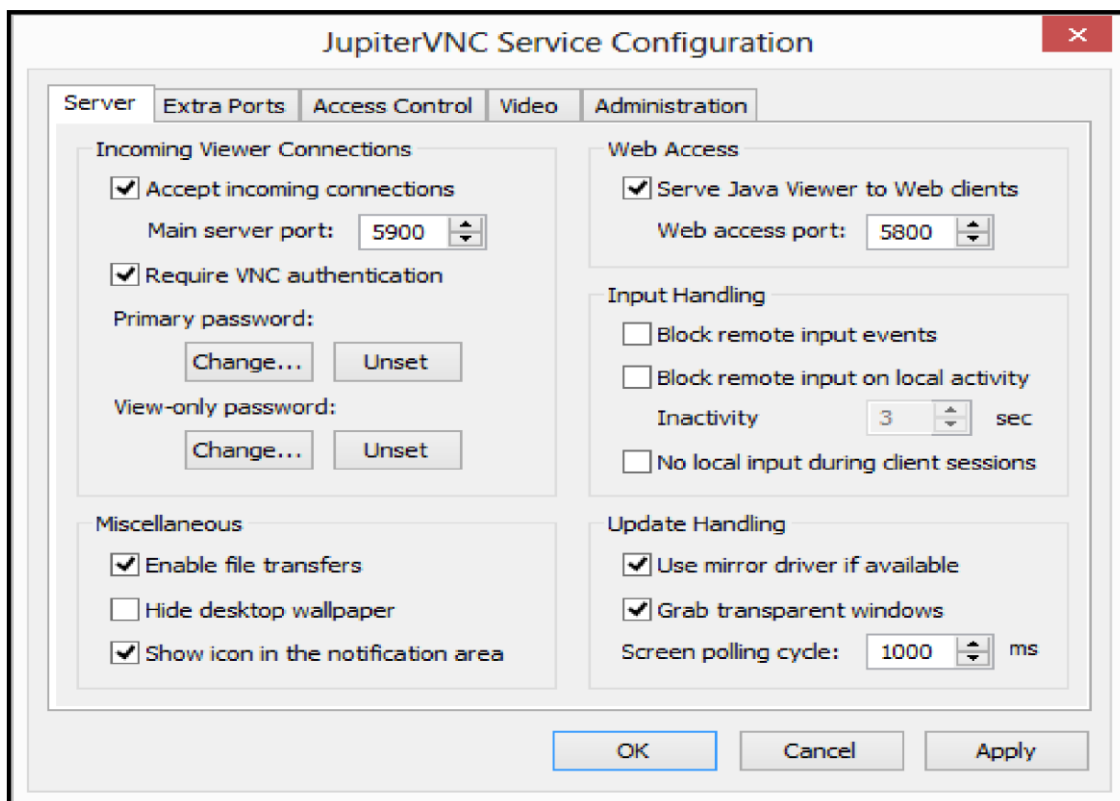 JupiterVNC Service Configuration
Server
Extra Ports
Access Control
Video
Administration
Incoming Viewer Connections
Accept incoming connections
Main server port: 5900
Require VNC authentication
Primary password:
Change... Unset
View-only password:
Change... Unset
Miscellaneous
Enable file transfers
Hide desktop wallpaper
Show icon in the notification area
Web Access
Serve Java Viewer to Web clients
Web access port: 5800
Input Handling
Block remote input events
Block remote input on local activity
Inactivity 3 sec
No local input during client sessions
Update Handling
Use mirror driver if available
Grab transparent windows
Screen polling cycle: 1000 ms
OK Cancel Apply